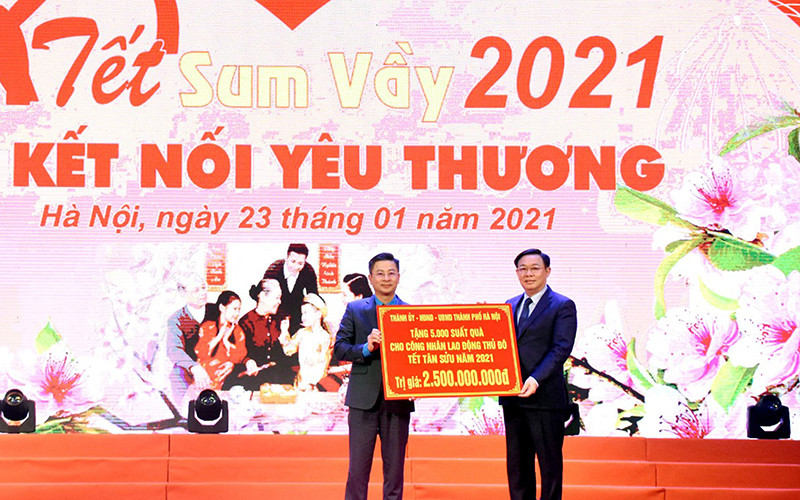 Tết Sum Vầy 2021
KẾT NỐI YÊU THƯƠNG
Hà Nội, ngày 23 tháng 01 năm 2021
THÀNH ỦY - HĐND - UBND THÀNH PHỐ HÀ NỘI
TẶNG 5.000 SUẤT QUÀ
CHO CÔNG NHÂN LAO ĐỘNG THỦ ĐÔ
TẾT TÂN SỬU NĂM 2021
Trị giá: 2.500.000.000đ